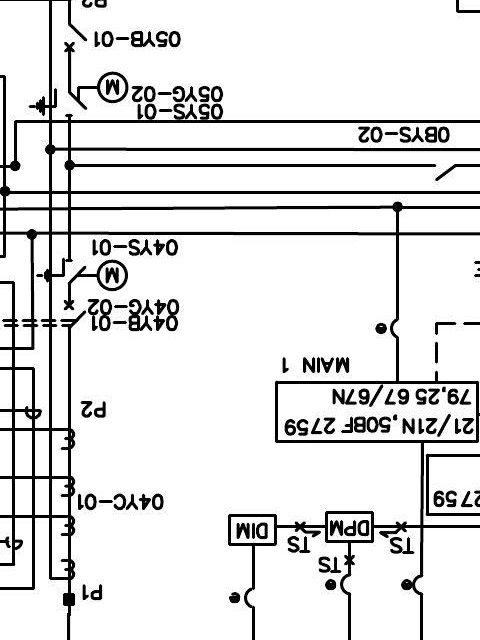 P1
TS
TS
TS
DPM
DIM
2759
04YC-01
21/21N,50BF 2759
79,25 67/67N
P2
MAIN 1
04YB-01
04YG-02
M
04YS-01
0BYS-02
05YS-01
05YG-02
M
05YB-01
P2